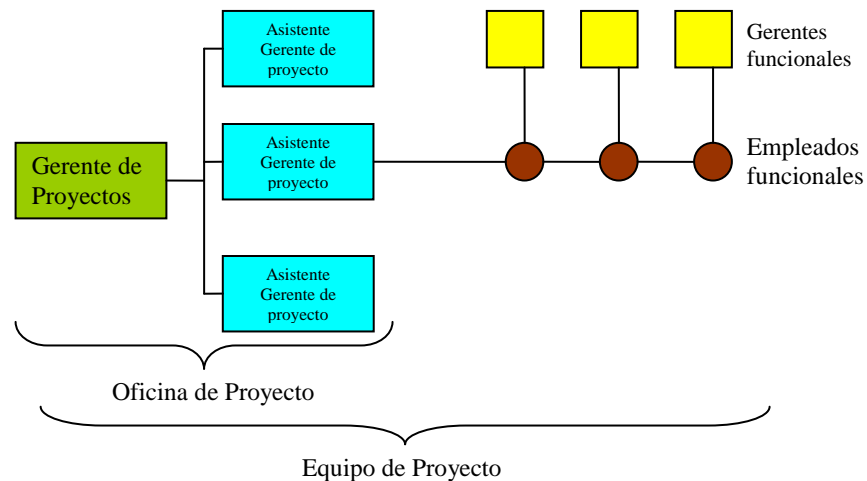 Asistente
Gerente de
proyecto
Gerentes
funcionales
Gerente de
Proyectos
Asistente
Gerente de
proyecto
Empleados
funcionales
Asistente
Gerente de
proyecto
Oficina de Proyecto
Equipo de Proyecto